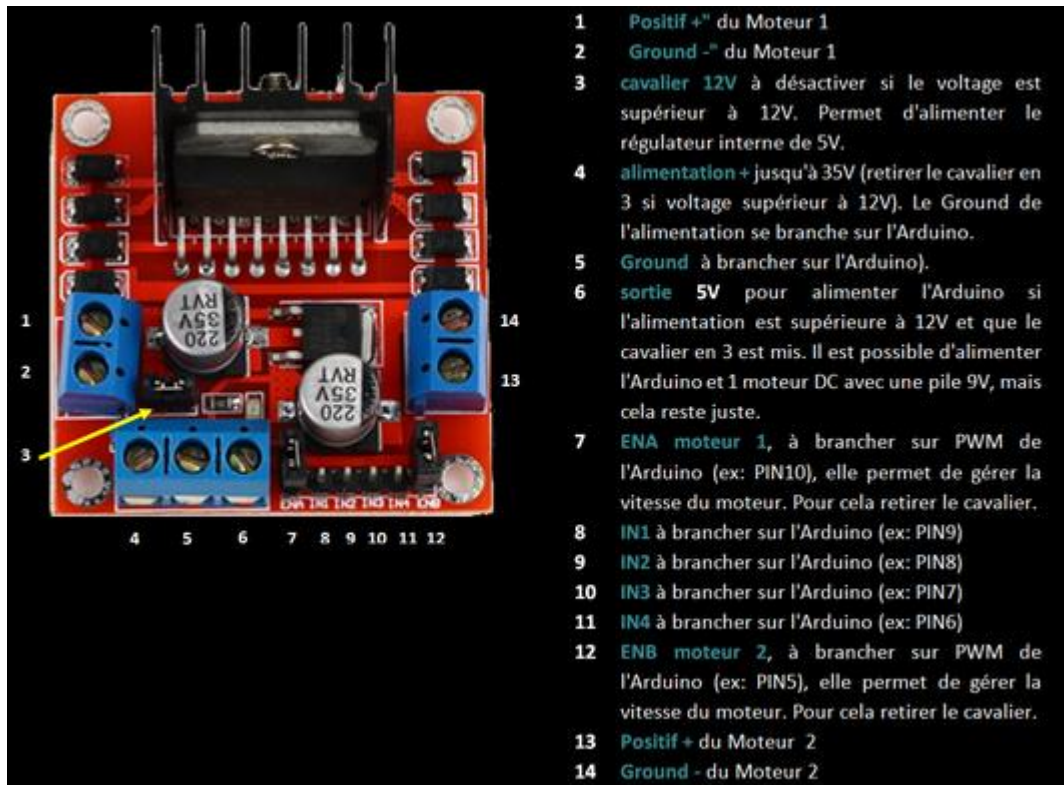 1 Positif +" du Moteur 1
2 Ground -" du Moteur 1
3 cavalier 12V à désactiver si le voltage est
supérieur à 12V. Permet d'alimenter le
régulateur interne de 5V.
4 alimentation + jusqu'à 35V (retirer le cavalier en
3 si voltage supérieur à 12V). Le Ground de
l'alimentation se branche sur l'Arduino.
5 Ground à brancher sur l'Arduino).
6 sortie 5V pour alimenter l'Arduino si
l'alimentation est supérieure à 12V et que le
cavalier en 3 est mis. Il est possible d'alimenter
l'Arduino et 1 moteur DC avec une pile 9V, mais
cela reste juste.
7 ENA moteur 1, à brancher sur PWM de
l'Arduino (ex: PIN10), elle permet de gérer la
vitesse du moteur. Pour cela retirer le cavalier.
8 IN1 à brancher sur l'Arduino (ex: PIN9)
9 IN2 à brancher sur l'Arduino (ex: PIN8)
10 IN3 à brancher sur l'Arduino (ex: PIN7)
11 IN4 à brancher sur l'Arduino (ex: PIN6)
12 ENB moteur 2, à brancher sur PWM de
l'Arduino (ex: PIN5), elle permet de gérer la
vitesse du moteur. Pour cela retirer le cavalier.
13 Positif + du Moteur 2
14 Ground - du Moteur 2
1
2
3
14
13
220
35V
RVT
220
35V
RVT
ENA IN1 IN2 IN3 IN4 ENB
4 5 6 7 8 9 10 11 12